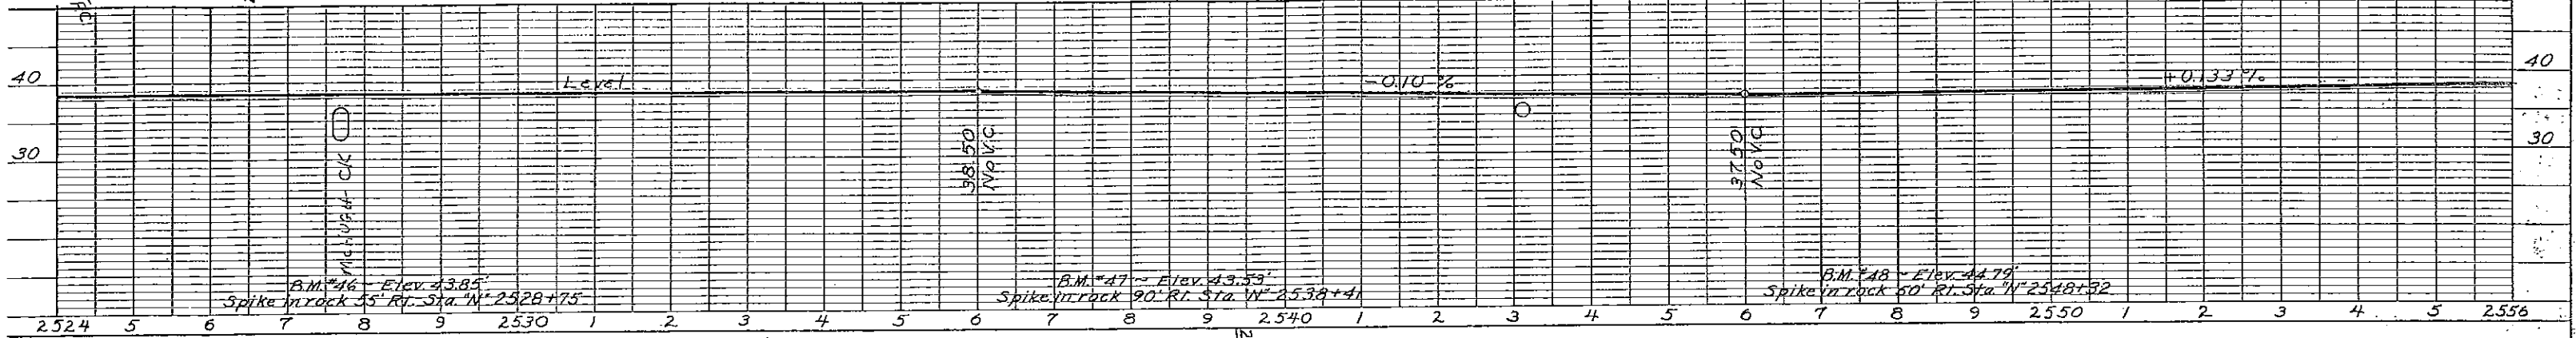 40
40
Level
-0.10 %
+0.133 %
30
30
CK
38.50
No V.C.
37.50
No V.C.
B.M. #46 - Elev. 43.85'
Spike in rock 55' Rt. Sta. "N" 2528+75
B.M. #47 - Elev. 43.53'
Spike in rock 90' Rt. Sta. "N" 2538+41
B.M. #48 - Elev. 44.79'
Spike in rock 60' Rt. Sta. "N" 2548+32
2524 5 6 7 8 9 2530 1 2 3 4 5 6 7 8 9 2540 1 2 3 4 5 6 7 8 9 2550 1 2 3 4 5 2556